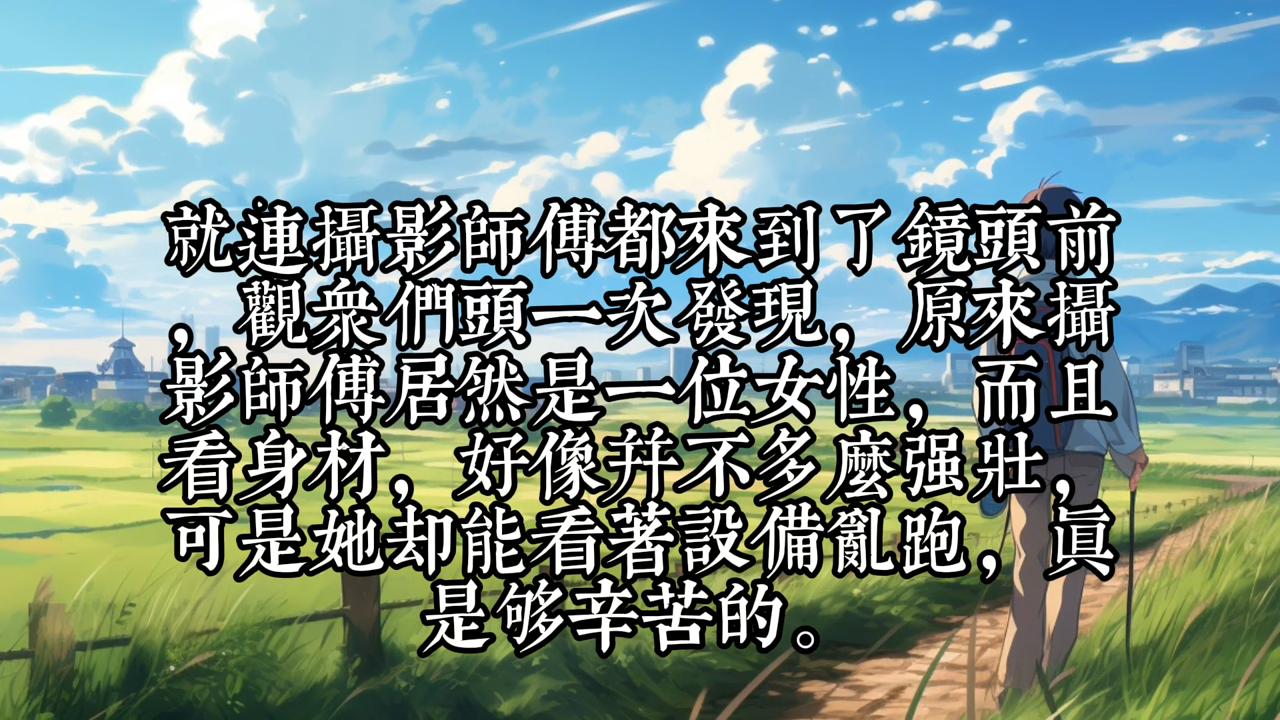 就連攝影師傅都來到了鏡頭前
，觀衆們頭一次發現，原來攝
影師傅居然是一位女性，而且
看身材，好像并不多麼强壯，
可是她却能看著設備亂跑，眞
是够辛苦的。